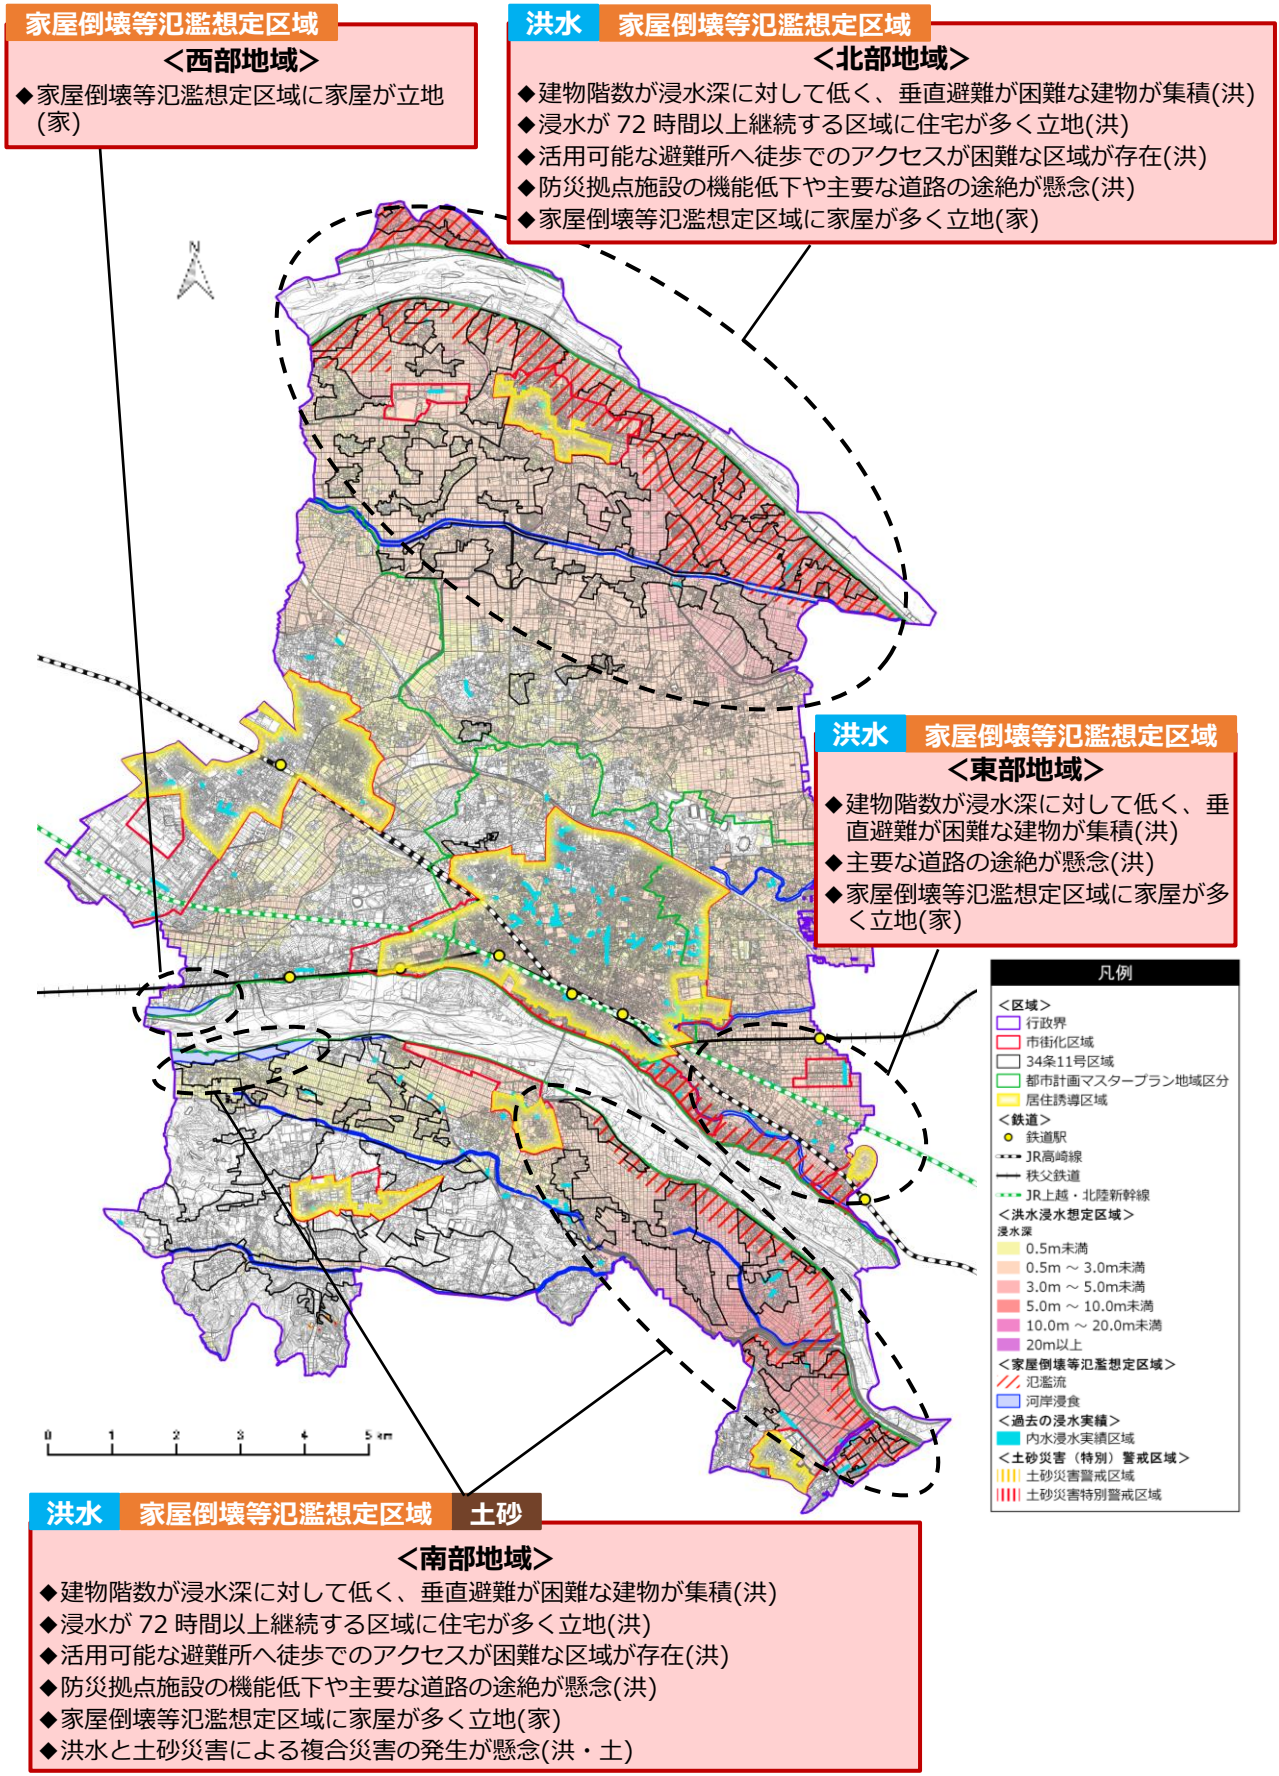 家屋倒壊等氾濫想定区域
＜西部地域＞
◆家屋倒壊等氾濫想定区域に家屋が立地
(家)
洪水 家屋倒壊等氾濫想定区域
＜北部地域＞
◆建物階数が浸水深に対して低く、垂直避難が困難な建物が集積(洪)
◆浸水が 72 時間以上継続する区域に住宅が多く立地(洪)
◆活用可能な避難所へ徒歩でのアクセスが困難な区域が存在(洪)
◆防災拠点施設の機能低下や主要な道路の途絶が懸念(洪)
◆家屋倒壊等氾濫想定区域に家屋が多く立地(家)
N
洪水 家屋倒壊等氾濫想定区域
＜東部地域＞
◆建物階数が浸水深に対して低く、垂
直避難が困難な建物が集積(洪)
◆主要な道路の途絶が懸念(洪)
◆家屋倒壊等氾濫想定区域に家屋が多
く立地(家)
凡例
＜区域＞
行政界
市街化区域
34条11号区域
都市計画マスタープラン地域区分
居住誘導区域
＜鉄道＞
鉄道駅
JR高崎線
秩父鉄道
JR上越・北陸新幹線
＜洪水浸水想定区域＞
浸水深
0.5m未満
0.5m ～ 3.0m未満
3.0m ～ 5.0m未満
5.0m ～ 10.0m未満
10.0m ～ 20.0m未満
20m以上
＜家屋倒壊等氾濫想定区域＞
氾濫流
河岸浸食
＜過去の浸水実績＞
内水浸水実績区域
＜土砂災害（特別）警戒区域＞
土砂災害警戒区域
土砂災害特別警戒区域
0 1 2 3 4 5 km
洪水 家屋倒壊等氾濫想定区域 土砂
＜南部地域＞
◆建物階数が浸水深に対して低く、垂直避難が困難な建物が集積(洪)
◆浸水が 72 時間以上継続する区域に住宅が多く立地(洪)
◆活用可能な避難所へ徒歩でのアクセスが困難な区域が存在(洪)
◆防災拠点施設の機能低下や主要な道路の途絶が懸念(洪)
◆家屋倒壊等氾濫想定区域に家屋が多く立地(家)
◆洪水と土砂災害による複合災害の発生が懸念(洪・土)